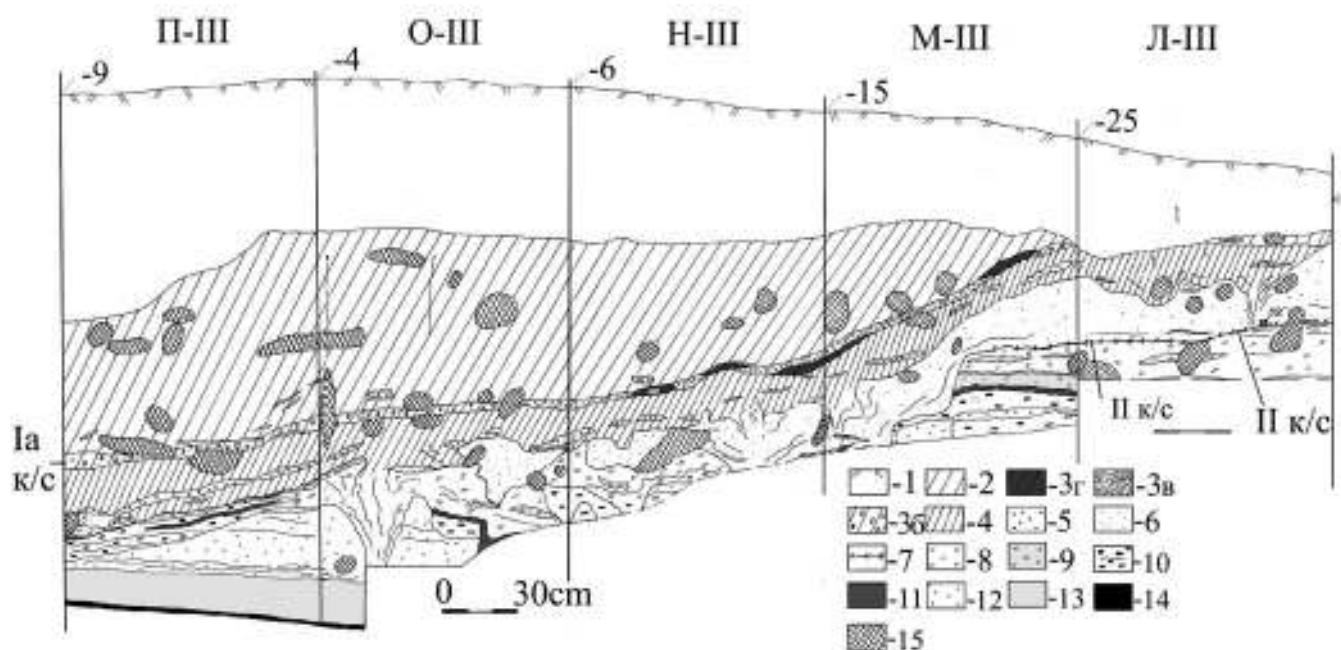 П-III О-III Н-III М-III Л-III
-9 -4 -6 -15 -25
Iа
к/с
II к/с II к/с
0 30cm
-1 -2 -3г -3в
-3б -4 -5 -6
-7 -8 -9 -10
-11 -12 -13 -14
-15